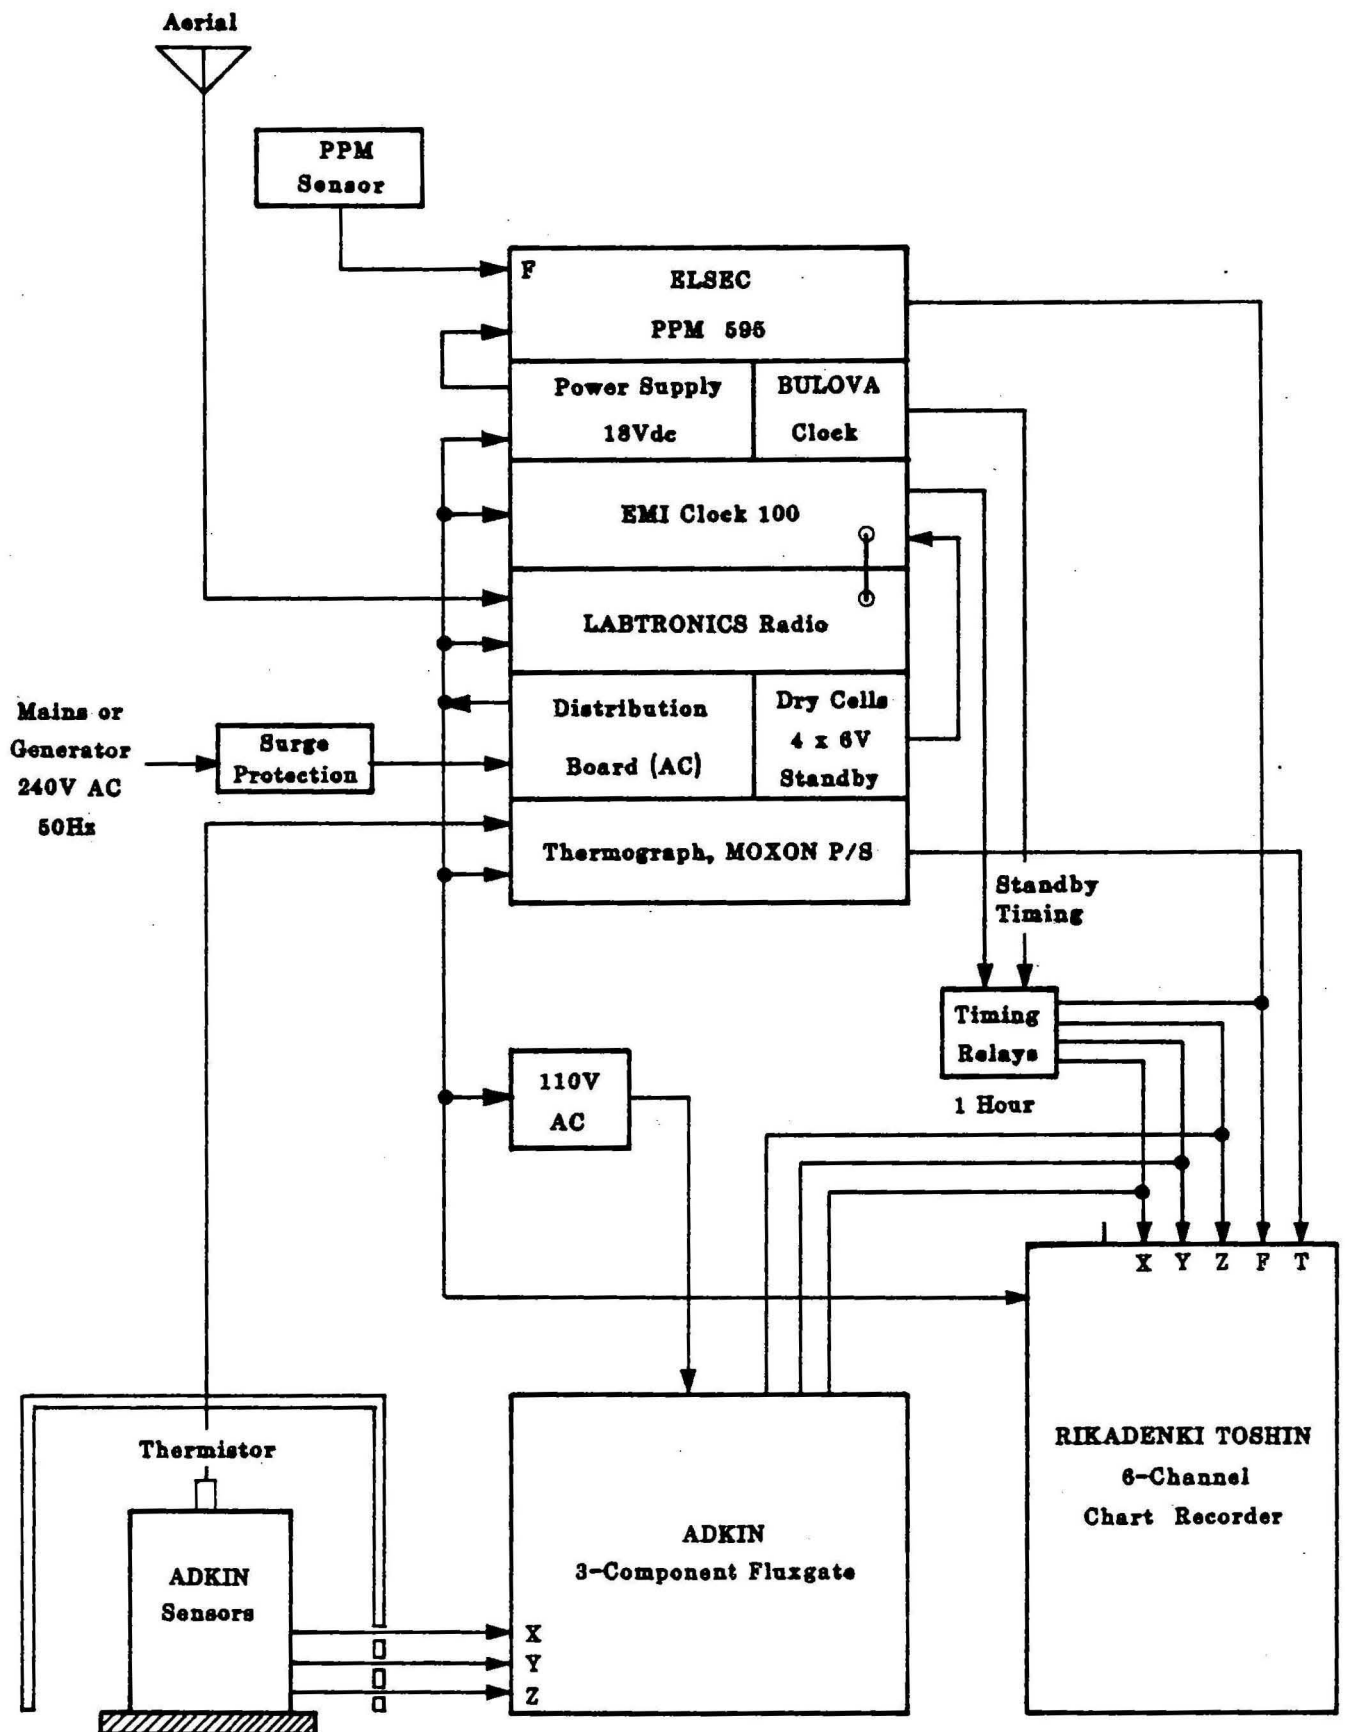 Aerial
PPM
Sensor
F
ELSEC
PPM 595
Power Supply
18Vdc
BULOVA
Clock
EMI Clock 100
LABTRONICS Radio
Distribution
Board (AC)
Dry Cells
4 x 6V
Standby
Mains or
Generator
240V AC
50Hz
Surge
Protection
Thermograph, MOXON P/S
Standby
Timing
Timing
Relays
1 Hour
110V
AC
X Y Z F T
Thermistor
ADKIN
Sensors
ADKIN
3-Component Fluxgate
X
Y
Z
RIKADENKI TOSHIN
6-Channel
Chart Recorder